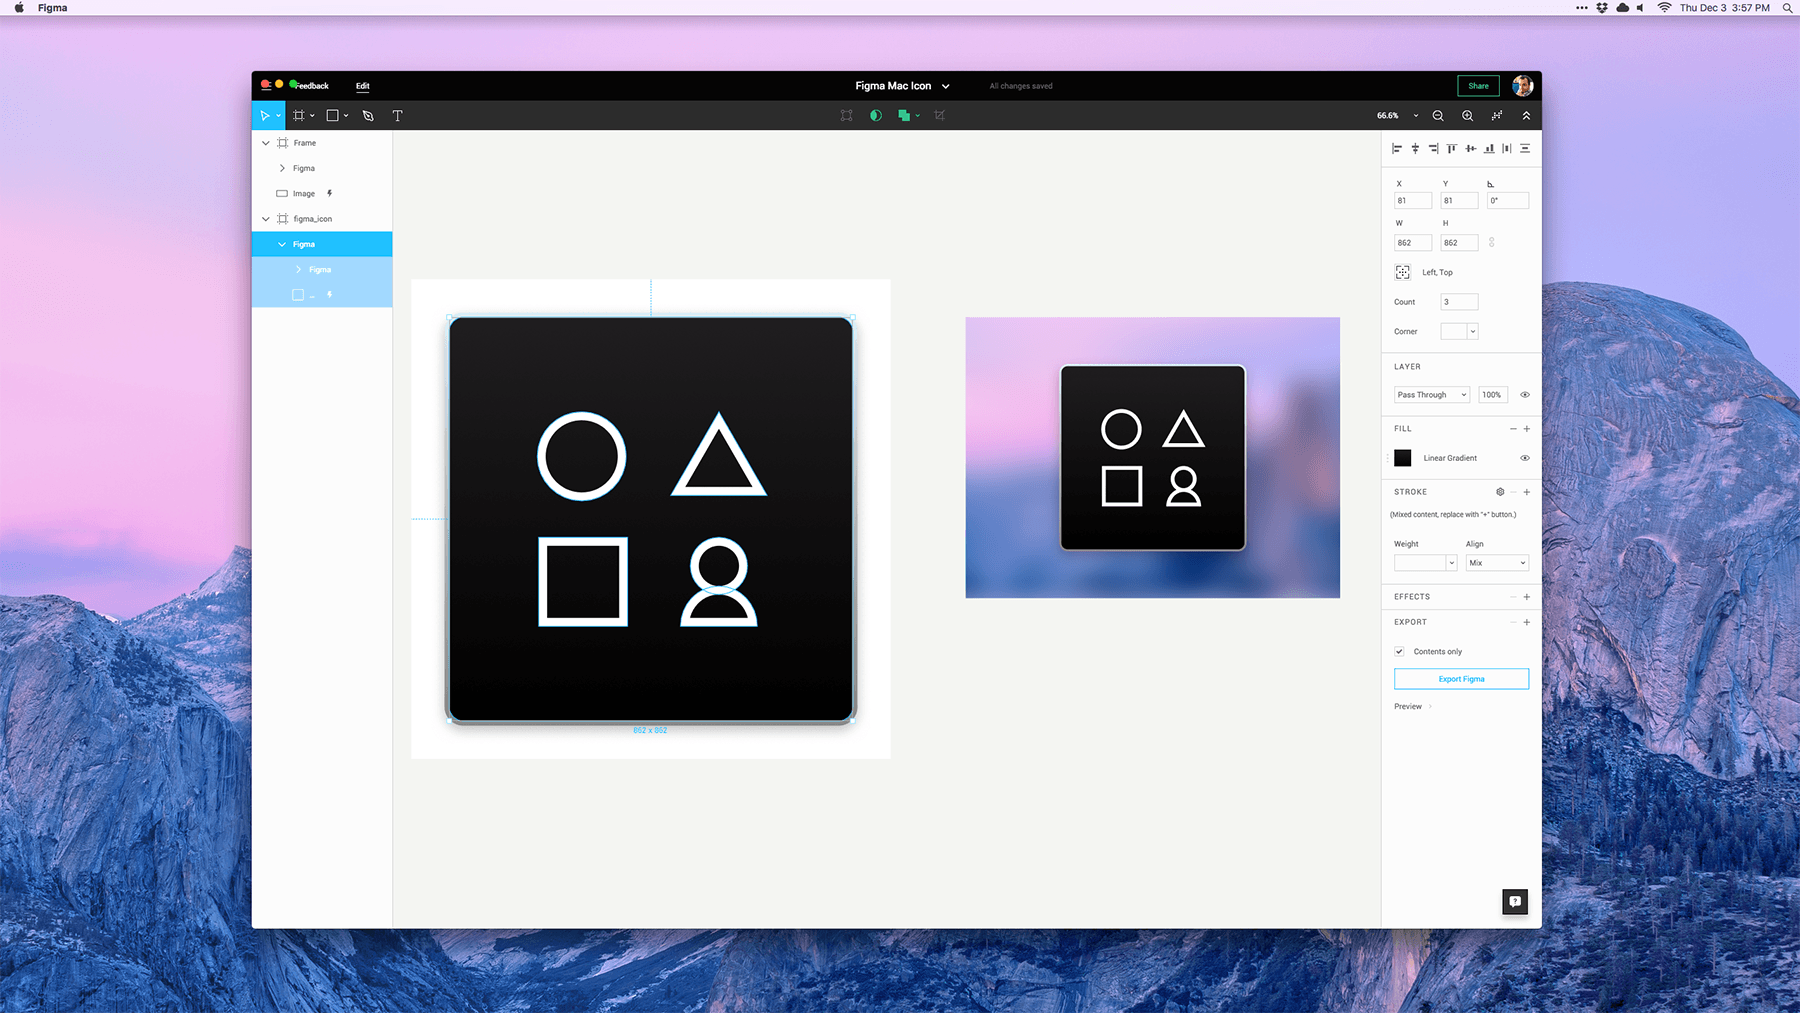 Figma
Thu Dec 3 3:57 PM
Feedback
Edit
Figma Mac Icon
All changes saved
Share
T
66.6%
Frame
Figma
Image
figma_icon
Figma
Figma
...
862 x 862
X Y
81 81 0°
W H
862 862
Left, Top
Count 3
Corner
LAYER
Pass Through 100%
FILL
Linear Gradient
STROKE
(Mixed content, replace with "+" button.)
Weight Align
Mix
EFFECTS
EXPORT
Contents only
Export Figma
Preview